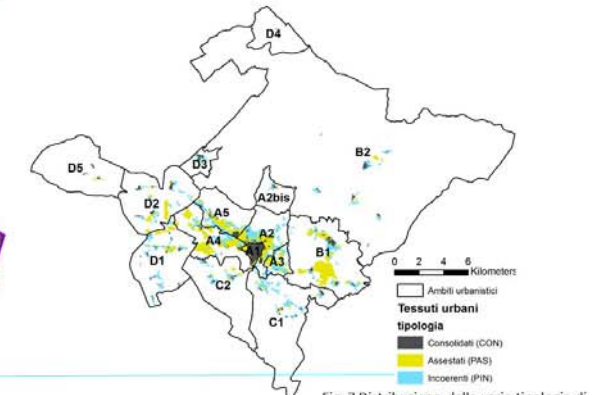 D4
B2
D5
D3
A2bis
D2
A5
A2
A4
A1
A3
B1
D1
C2
C1
0 2 4 6
Kilometers
Ambiti urbanistici
Tessuti urbani
tipologia
Consolidati (CON)
Assestati (PAS)
Incoerenti (PIN)